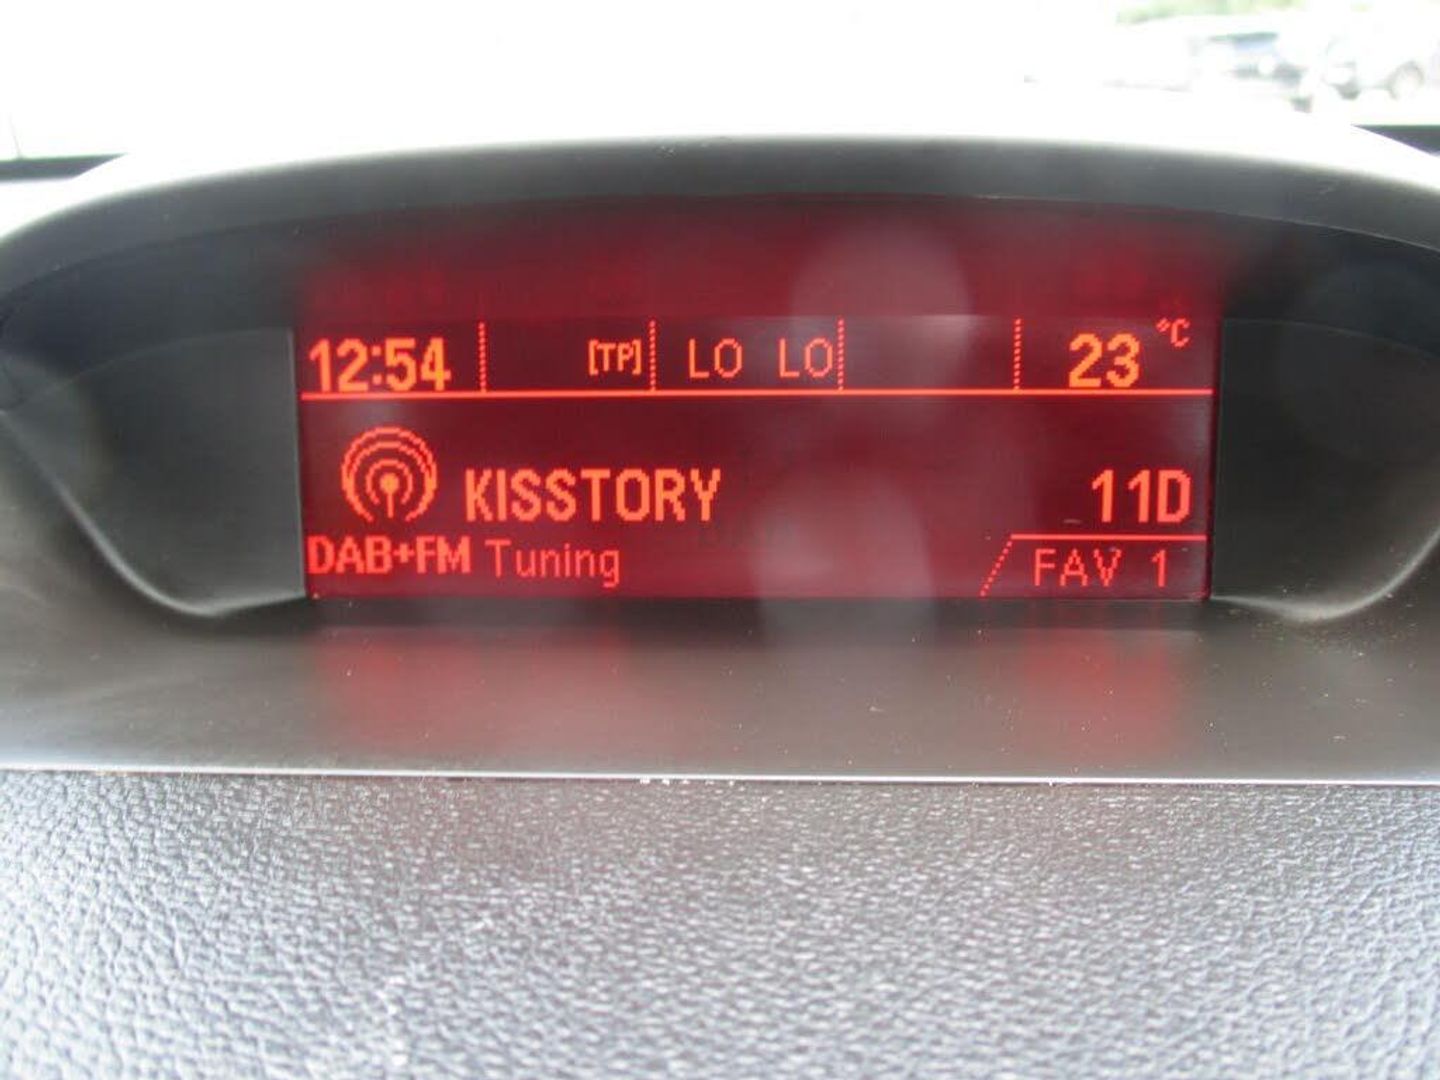 12:54 [TP] LO LO 23 °C
KISSTORY 11D
DAB+FM Tuning FAV 1